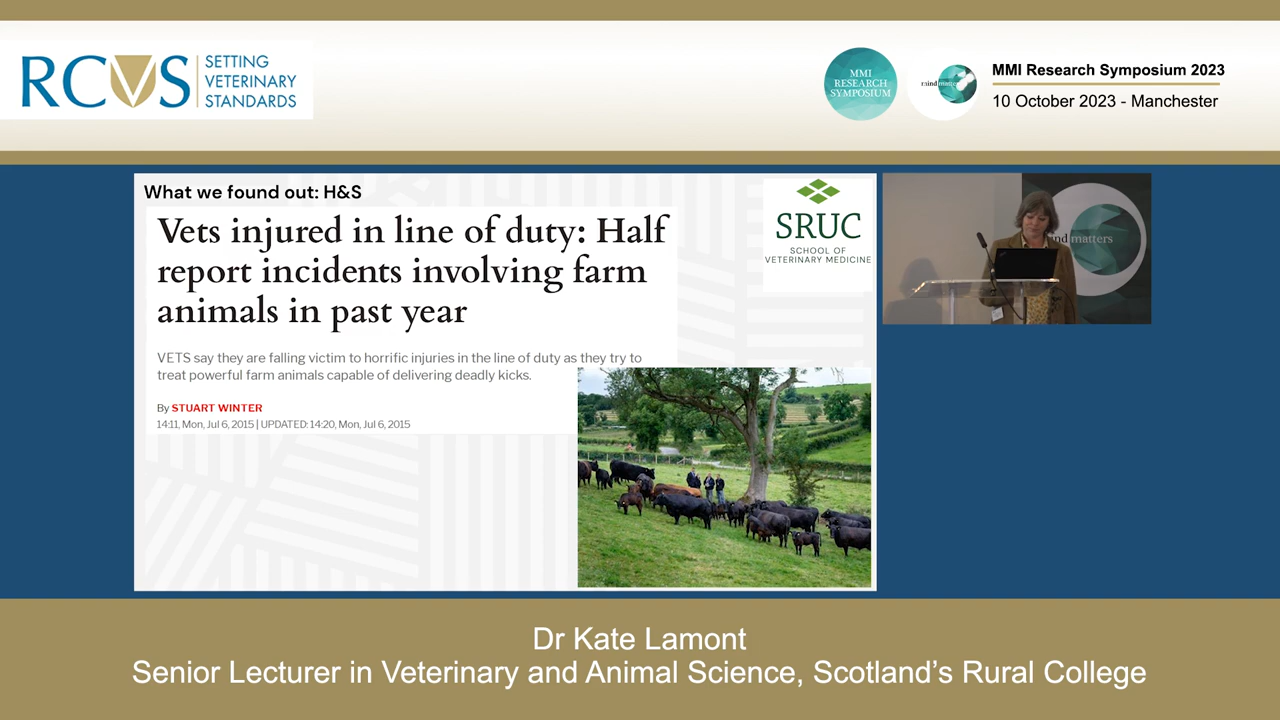 RCVS
SETTING
VETERINARY
STANDARDS
MMI
RESEARCH
SYMPOSIUM
mind matters
MMI Research Symposium 2023
10 October 2023 - Manchester
What we found out: H&S
Vets injured in line of duty: Half
report incidents involving farm
animals in past year
VETS say they are falling victim to horrific injuries in the line of duty as they try to
treat powerful farm animals capable of delivering deadly kicks.
By STUART WINTER
14:11, Mon, Jul 6, 2015 | UPDATED: 14:20, Mon, Jul 6, 2015
SRUC
SCHOOL OF
VETERINARY MEDICINE
nd matters
Dr Kate Lamont
Senior Lecturer in Veterinary and Animal Science, Scotland’s Rural College